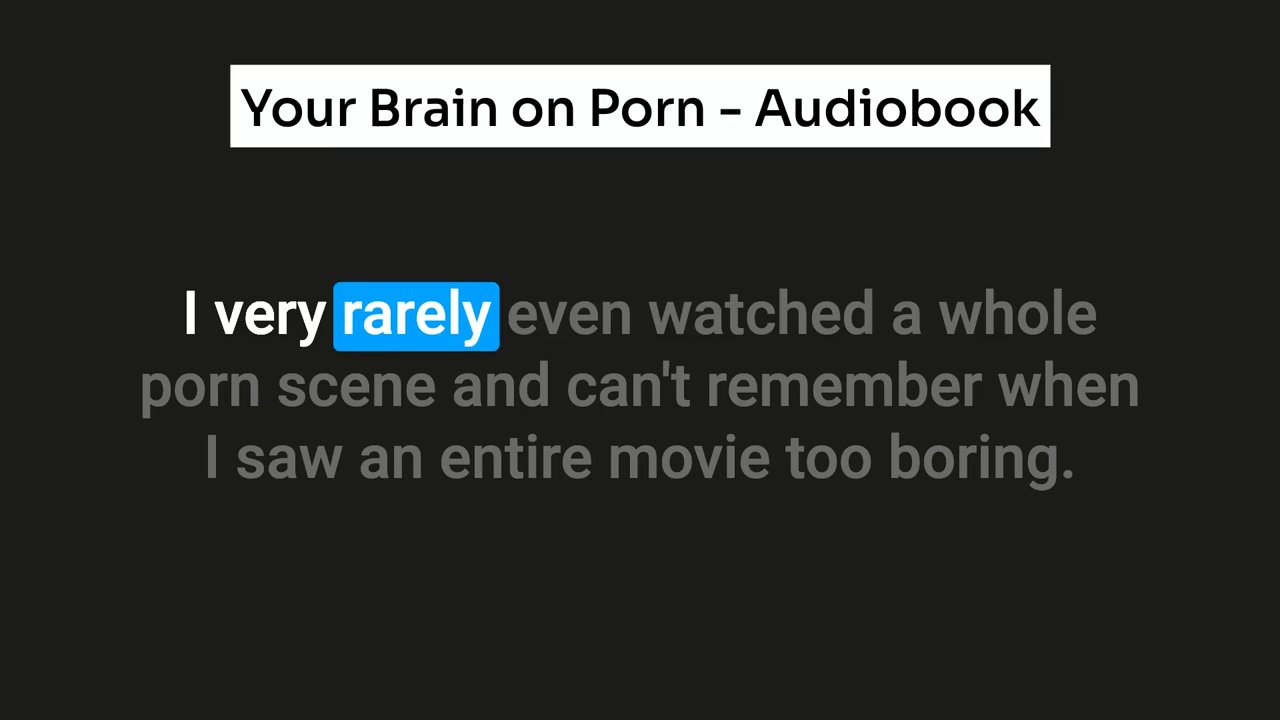 Your Brain on Porn - Audiobook
I very rarely even watched a whole
porn scene and can't remember when
I saw an entire movie too boring.